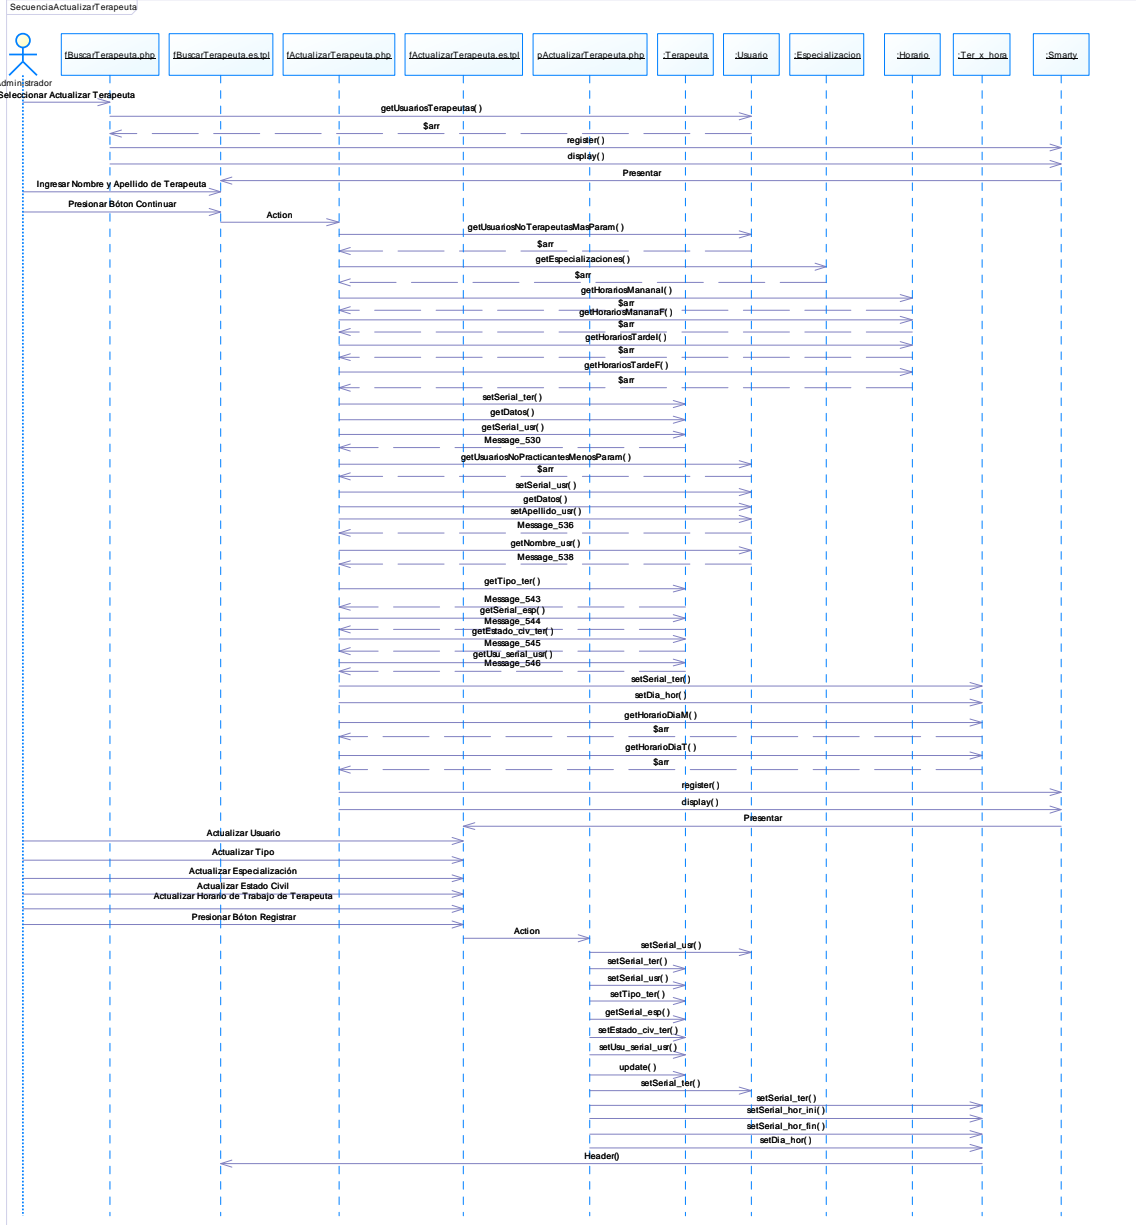 SecuenciaActualizarTerapeuta
fBuscarTerapeuta.php
fBuscarTerapeuta.es.tpl
fActualizarTerapeuta.php
fActualizarTerapeuta.es.tpl
pActualizarTerapeuta.php
:Terapeuta
:Usuario
:Especializacion
:Horario
:Ter_x_hora
:Smarty
Administrador
Seleccionar Actualizar Terapeuta
getUsuariosTerapeutas( )
$arr
register( )
display( )
Presentar
Ingresar Nombre y Apellido de Terapeuta
Presionar Bóton Continuar
Action
getUsuariosNoTerapeutasMasParam( )
$arr
getEspecializaciones( )
$arr
getHorariosMananaI( )
$arr
getHorariosMananaF( )
$arr
getHorariosTardeI( )
$arr
getHorariosTardeF( )
$arr
setSerial_ter( )
getDatos( )
getSerial_usr( )
Message_530
getUsuariosNoPracticantesMenosParam( )
$arr
setSerial_usr( )
getDatos( )
setApellido_usr( )
Message_536
getNombre_usr( )
Message_538
getTipo_ter( )
Message_543
getSerial_esp( )
Message_544
getEstado_civ_ter( )
Message_545
getUsu_serial_usr( )
Message_546
setSerial_ter( )
setDia_hor( )
getHorarioDiaM( )
$arr
getHorarioDiaT( )
$arr
register( )
display( )
Presentar
Actualizar Usuario
Actualizar Tipo
Actualizar Especialización
Actualizar Estado Civil
Actualizar Horario de Trabajo de Terapeuta
Presionar Bóton Registrar
Action
setSerial_usr( )
setSerial_ter( )
setSerial_usr( )
setTipo_ter( )
getSerial_esp( )
setEstado_civ_ter( )
setUsu_serial_usr( )
update( )
setSerial_ter( )
setSerial_ter( )
setSerial_hor_ini( )
setSerial_hor_fin( )
setDia_hor( )
Header()